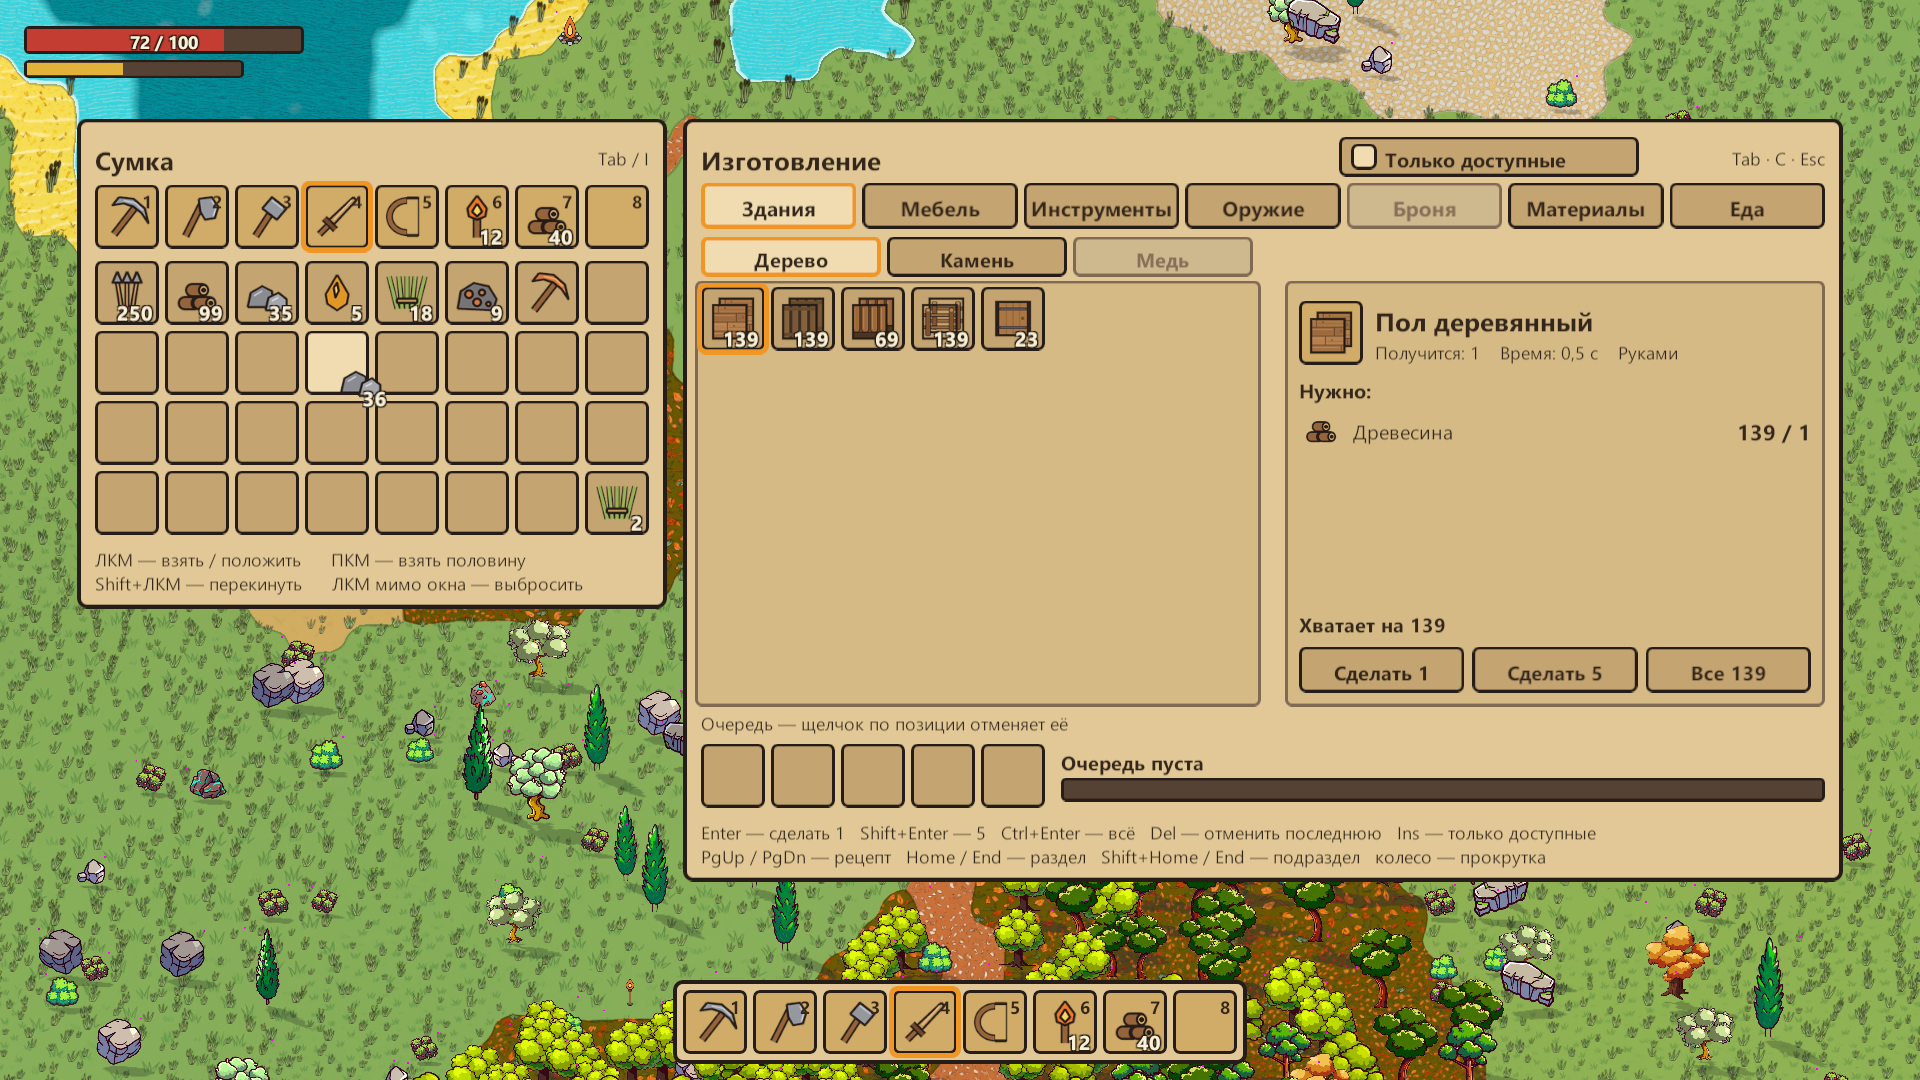 72 / 100
Сумка
Tab / I
1 2 3 4 5 6 7 8
12 40
250 99 35 5 18 9
36
2
ЛКМ — взять / положить ПКМ — взять половину
Shift+ЛКМ — перекинуть ЛКМ мимо окна — выбросить
Изготовление
Только доступные
Tab · C · Esc
Здания Мебель Инструменты Оружие Броня Материалы Еда
Дерево Камень Медь
139 139 69 139 23
Пол деревянный
Получится: 1 Время: 0,5 с Руками
Нужно:
Древесина 139 / 1
Хватает на 139
Сделать 1 Сделать 5 Все 139
Очередь — щелчок по позиции отменяет её
Очередь пуста
Enter — сделать 1 Shift+Enter — 5 Ctrl+Enter — всё Del — отменить последнюю Ins — только доступные
PgUp / PgDn — рецепт Home / End — раздел Shift+Home / End — подраздел колесо — прокрутка
1 2 3 4 5 6 7 8
12 40